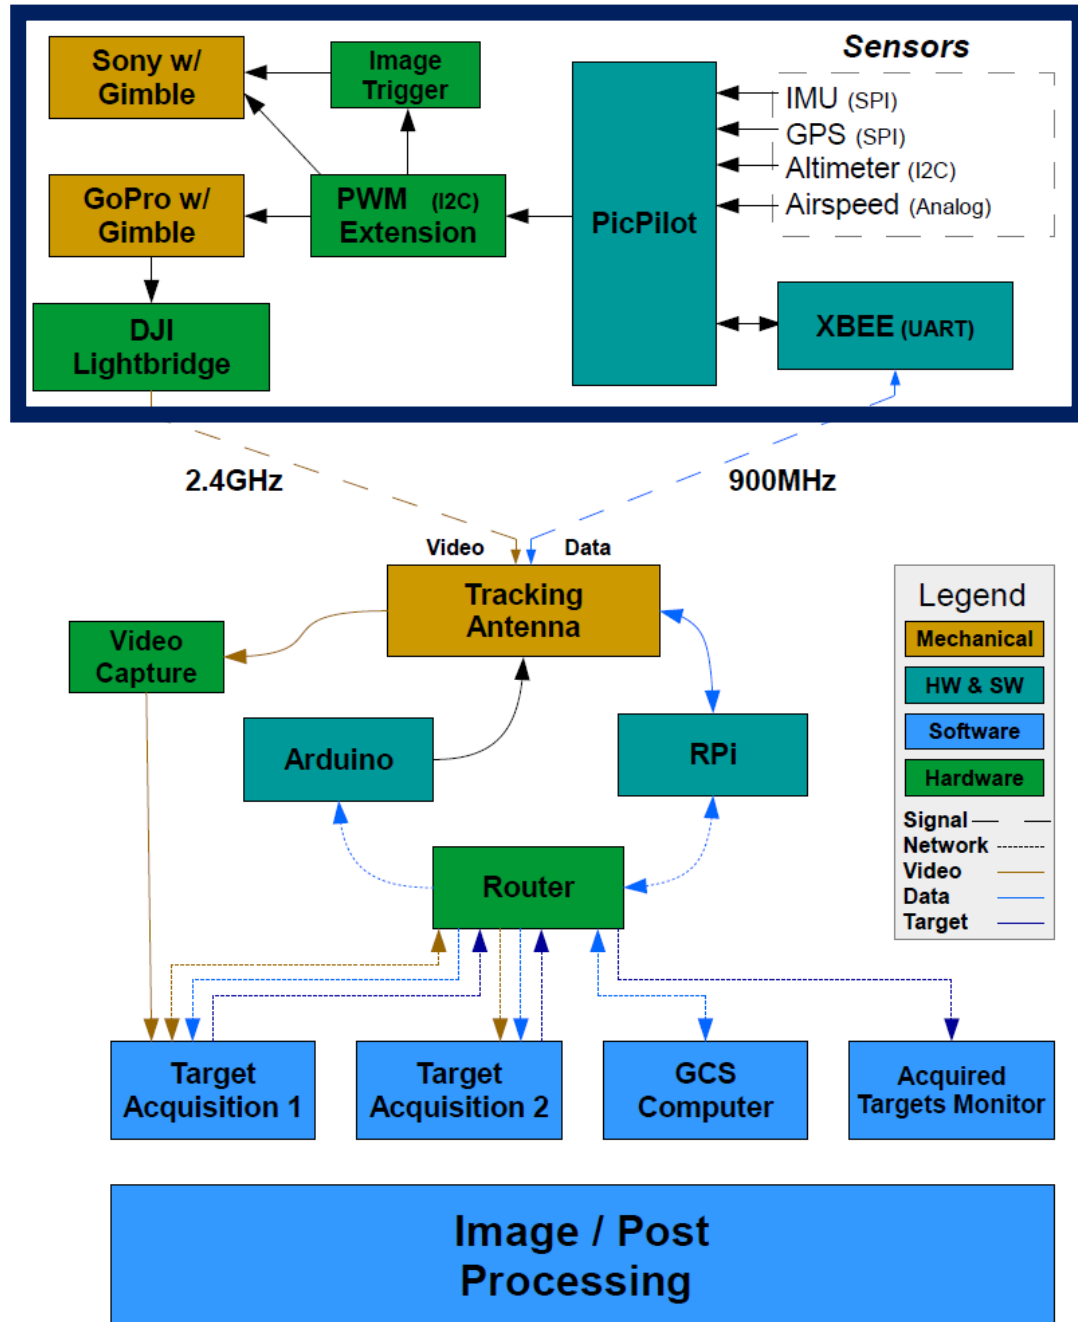 Sony w/
Gimble
Image
Trigger
Sensors
IMU (SPI)
GPS (SPI)
Altimeter (I2C)
Airspeed (Analog)
GoPro w/
Gimble
PWM (I2C)
Extension
PicPilot
DJI
Lightbridge
XBEE (UART)
2.4GHz
900MHz
Video
Data
Tracking
Antenna
Video
Capture
Arduino
RPi
Router
Legend
Mechanical
HW & SW
Software
Hardware
Signal
Network
Video
Data
Target
Target
Acquisition 1
Target
Acquisition 2
GCS
Computer
Acquired
Targets Monitor
Image / Post
Processing